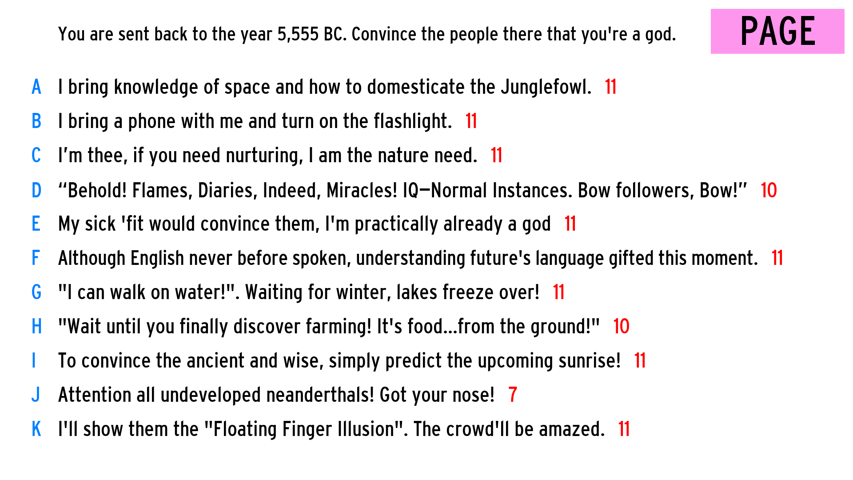 You are sent back to the year 5,555 BC. Convince the people there that you're a god.
PAGE
A I bring knowledge of space and how to domesticate the Junglefowl. 11
B I bring a phone with me and turn on the flashlight. 11
C I'm thee, if you need nurturing, I am the nature need. 11
D “Behold! Flames, Diaries, Indeed, Miracles! IQ–Normal Instances. Bow followers, Bow!” 10
E My sick 'fit would convince them, I'm practically already a god 11
F Although English never before spoken, understanding future's language gifted this moment. 11
G "I can walk on water!". Waiting for winter, lakes freeze over! 11
H "Wait until you finally discover farming! It's food...from the ground!" 10
I To convince the ancient and wise, simply predict the upcoming sunrise! 11
J Attention all undeveloped neanderthals! Got your nose! 7
K I'll show them the "Floating Finger Illusion". The crowd'll be amazed. 11